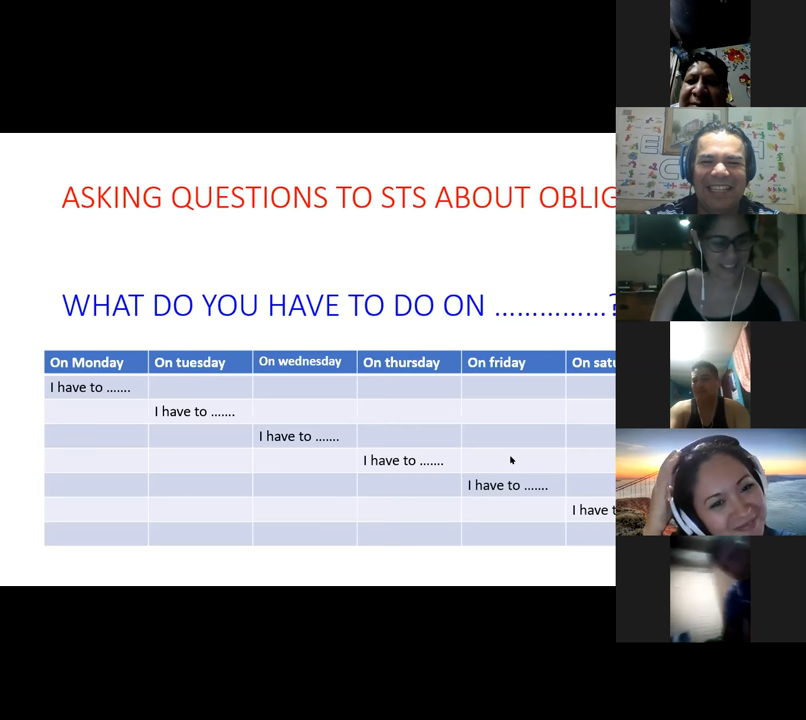 ASKING QUESTIONS TO STS ABOUT OBLIG
WHAT DO YOU HAVE TO DO ON ...............?
On Monday On tuesday On wednesday On thursday On friday On satu
I have to .......
I have to .......
I have to .......
I have to .......
I have to .......
I have t